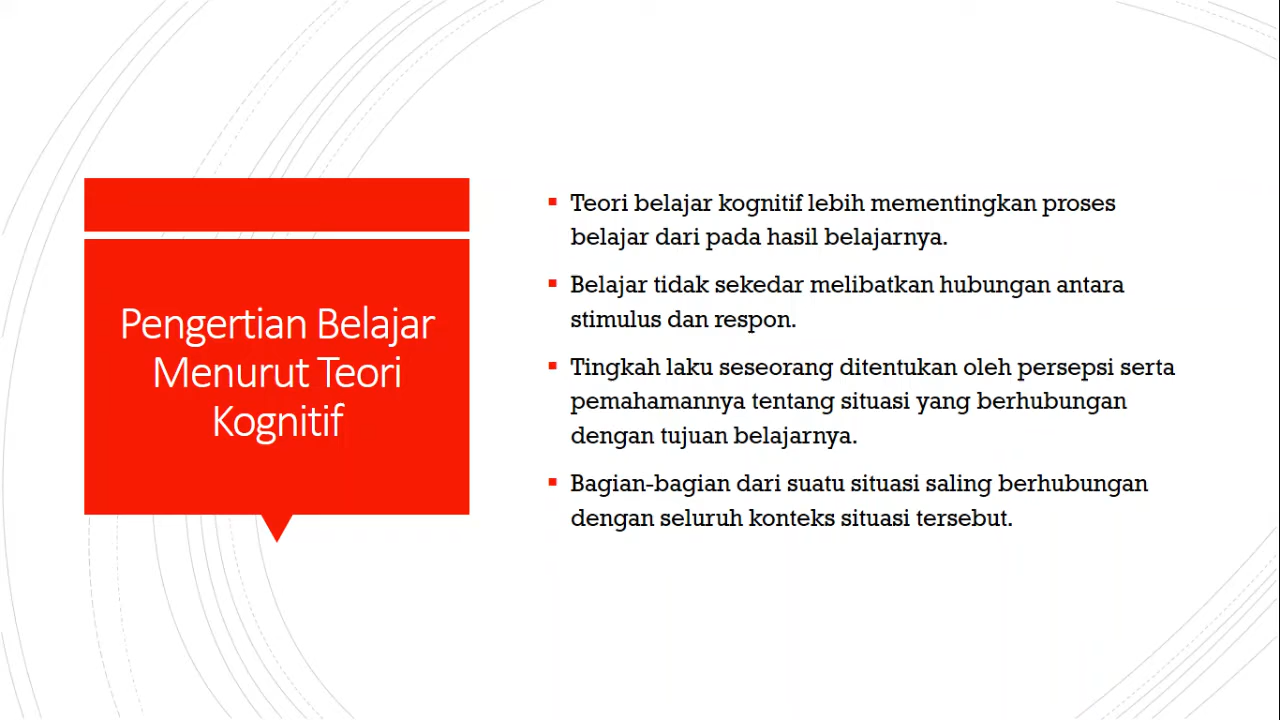 Pengertian Belajar
Menurut Teori
Kognitif
Teori belajar kognitif lebih mementingkan proses
belajar dari pada hasil belajarnya.
Belajar tidak sekedar melibatkan hubungan antara
stimulus dan respon.
Tingkah laku seseorang ditentukan oleh persepsi serta
pemahamannya tentang situasi yang berhubungan
dengan tujuan belajarnya.
Bagian-bagian dari suatu situasi saling berhubungan
dengan seluruh konteks situasi tersebut.